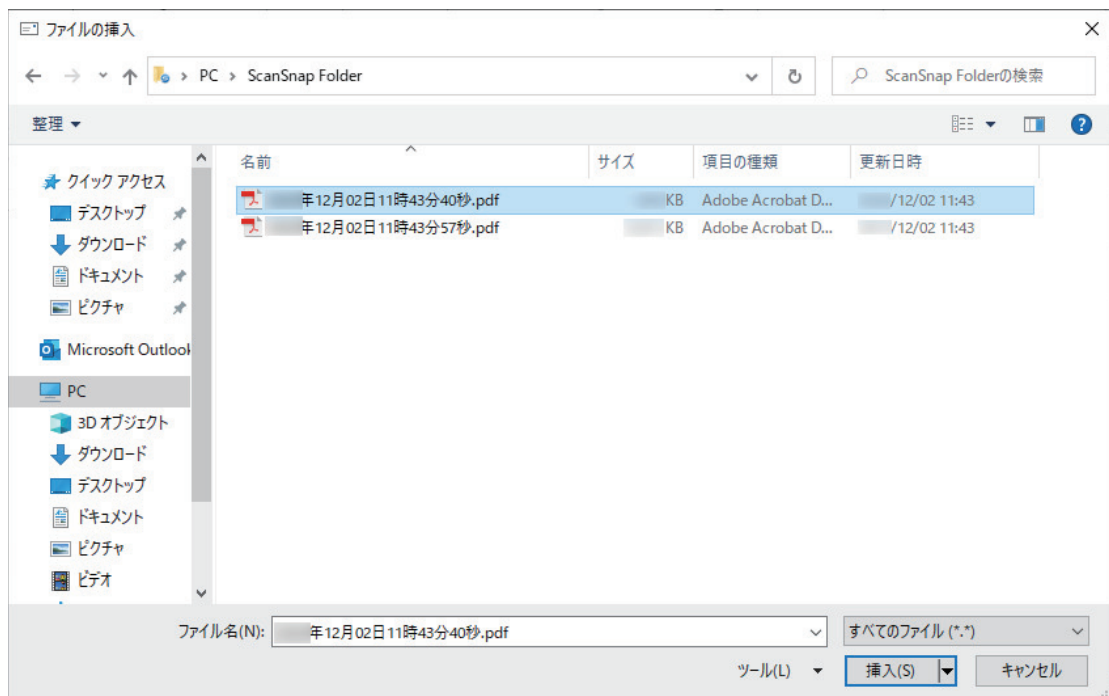 ファイルの挿入
PC › ScanSnap Folder
ScanSnap Folderの検索
整理
名前 サイズ 項目の種類 更新日時
年12月02日11時43分40秒.pdf KB Adobe Acrobat D... /12/02 11:43
年12月02日11時43分57秒.pdf KB Adobe Acrobat D... /12/02 11:43
クイック アクセス
デスクトップ
ダウンロード
ドキュメント
ピクチャ
Microsoft Outlook
PC
3D オブジェクト
ダウンロード
デスクトップ
ドキュメント
ピクチャ
ビデオ
ファイル名(N): 年12月02日11時43分40秒.pdf すべてのファイル (*.*)
ツール(L) 挿入(S) キャンセル